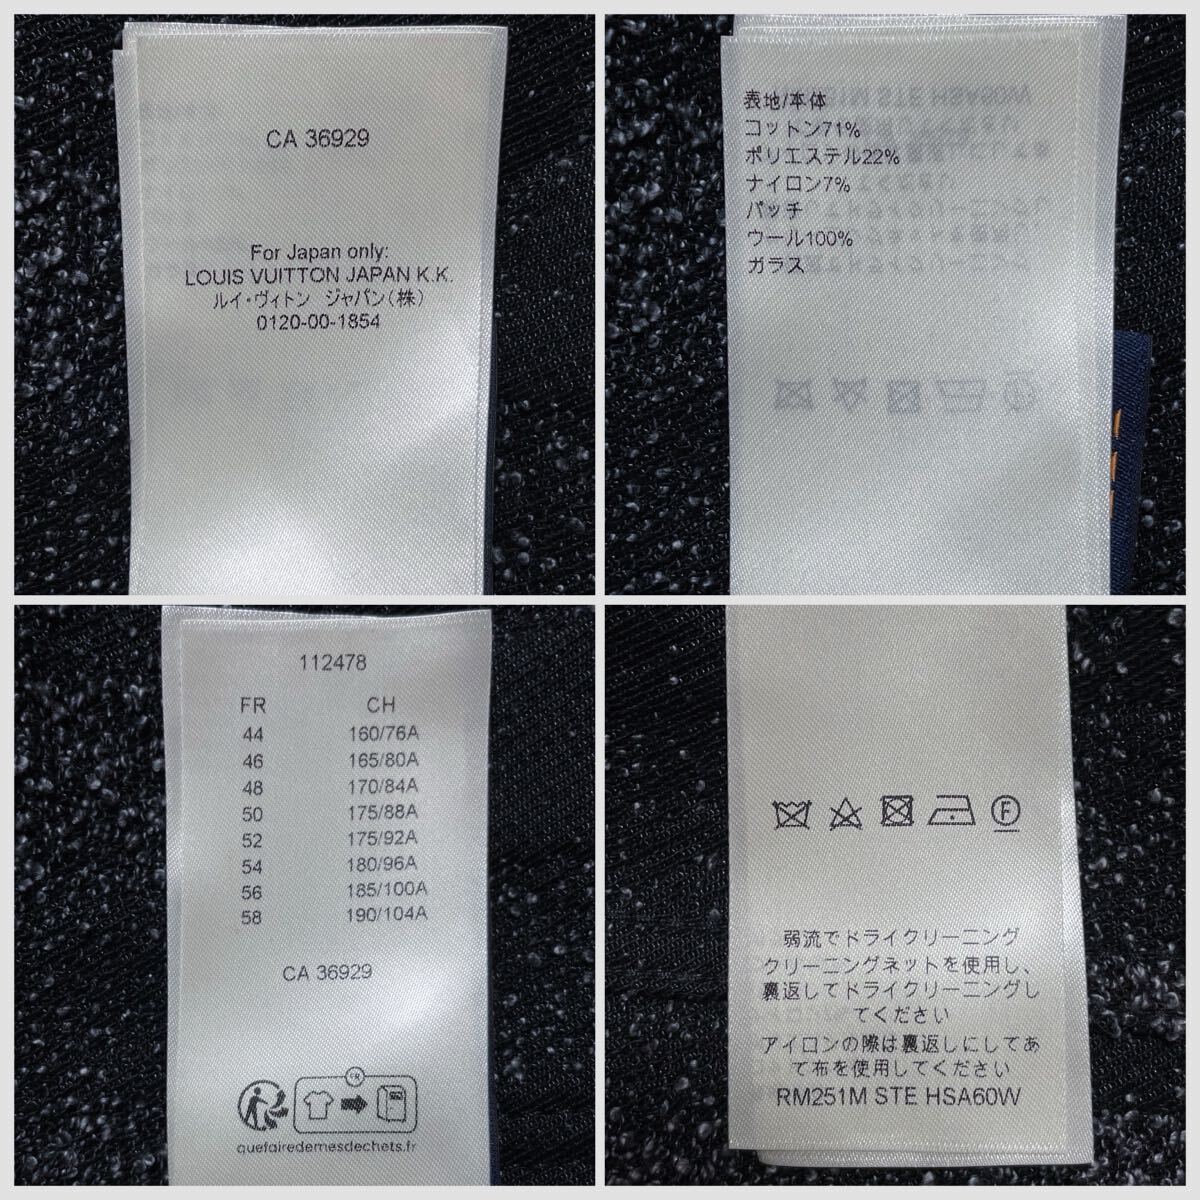 CA 36929
For Japan only:
LOUIS VUITTON JAPAN K.K.
ルイ・ヴィトン ジャパン(株)
0120-00-1854
表地/本体
コットン71%
ポリエステル22%
ナイロン7%
パッチ
ウール100%
ガラス
112478
FR CH
44 160/76A
46 165/80A
48 170/84A
50 175/88A
52 175/92A
54 180/96A
56 185/100A
58 190/104A
CA 36929
FR
quefairedemesdechets.fr
F
弱流でドライクリーニング
クリーニングネットを使用し、
裏返してドライクリーニングし
てください
アイロンの際は裏返しにしてあ
て布を使用してください
RM251M STE HSA60W